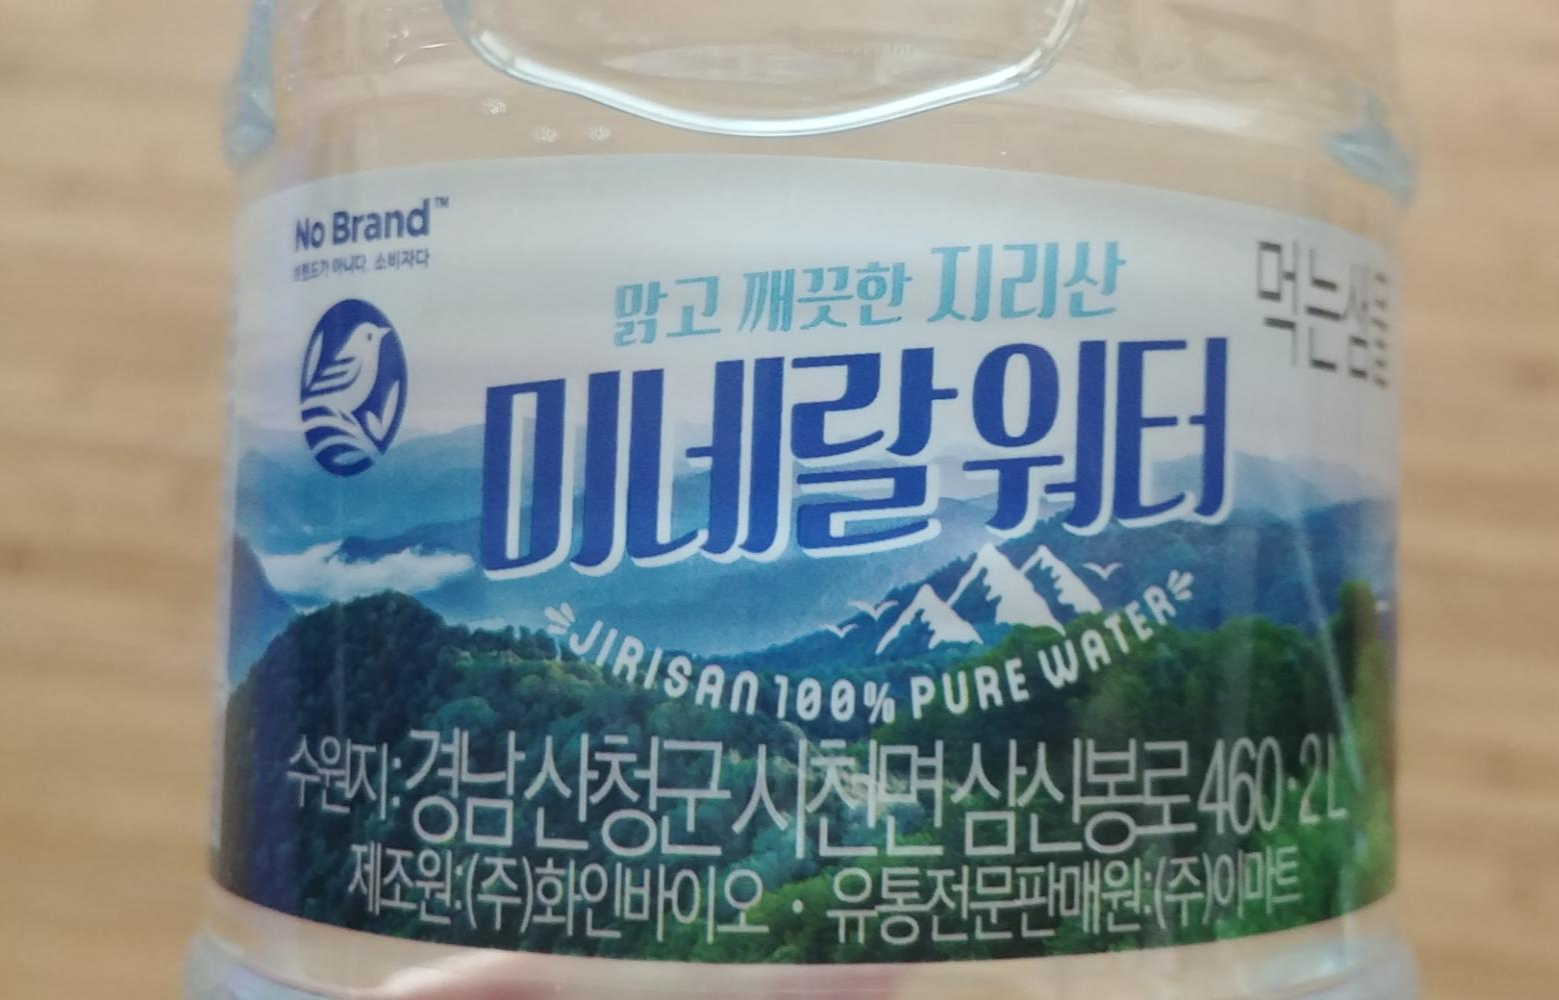 No Brand™
브랜드가 아니다. 소비자다
맑고 깨끗한 지리산
먹는샘물
미네랄 워터
JIRISAN 100% PURE WATER
수원지:경남 산청군 시천면 삼신봉로 460·2L
제조원:(주)화인바이오 · 유통전문판매원:(주)이마트